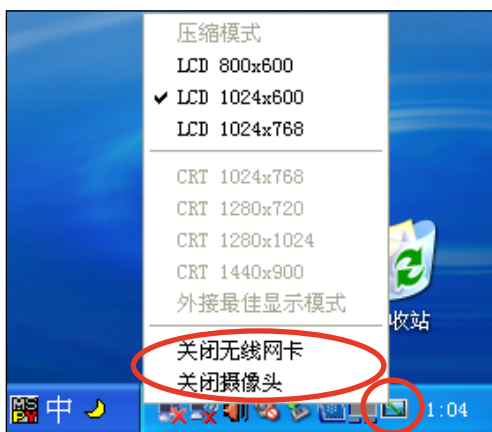 压缩模式
LCD 800x600
✔ LCD 1024x600
LCD 1024x768
CRT 1024x768
CRT 1280x720
CRT 1280x1024
CRT 1440x900
外接最佳显示模式
收站
关闭无线网卡
关闭摄像头
MSPY 中 1:04